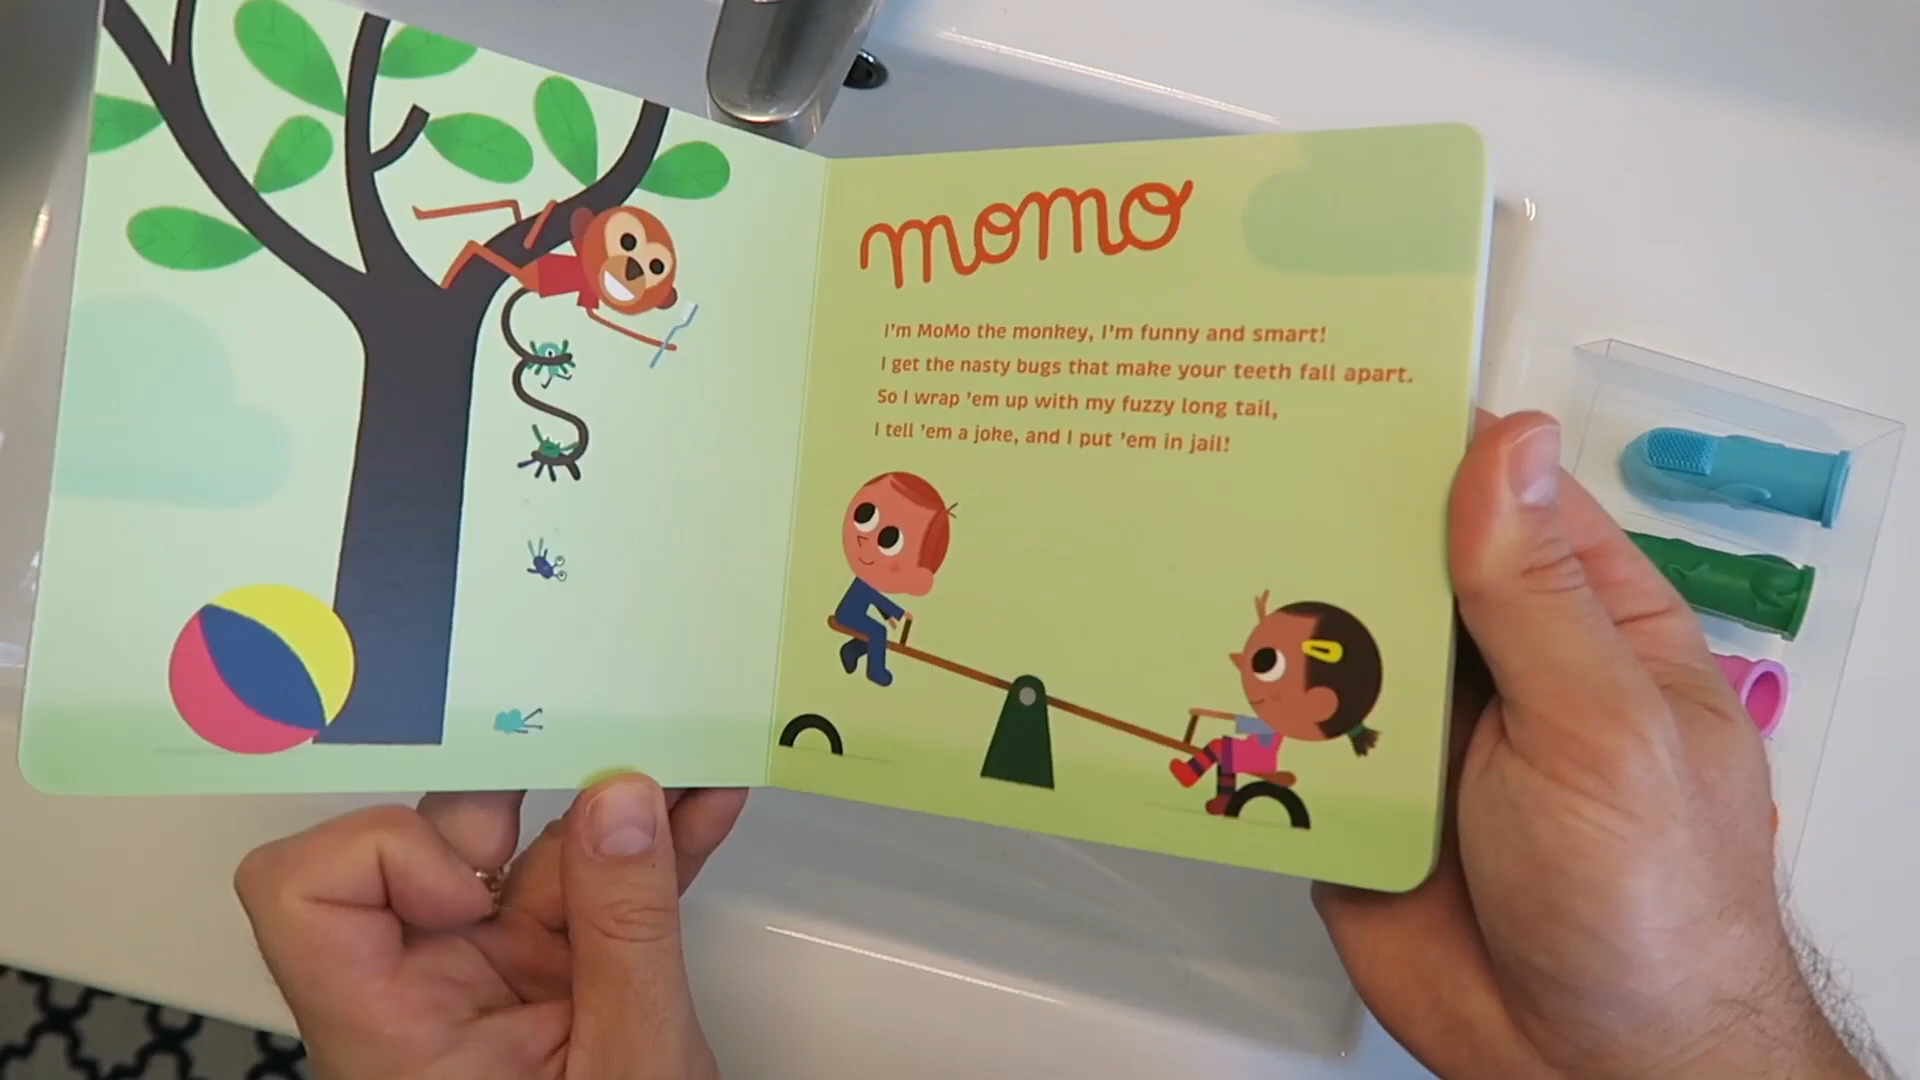 momo
I'm MoMo the monkey, I'm funny and smart!
I get the nasty bugs that make your teeth fall apart.
So I wrap 'em up with my fuzzy long tail,
I tell 'em a joke, and I put 'em in jail!